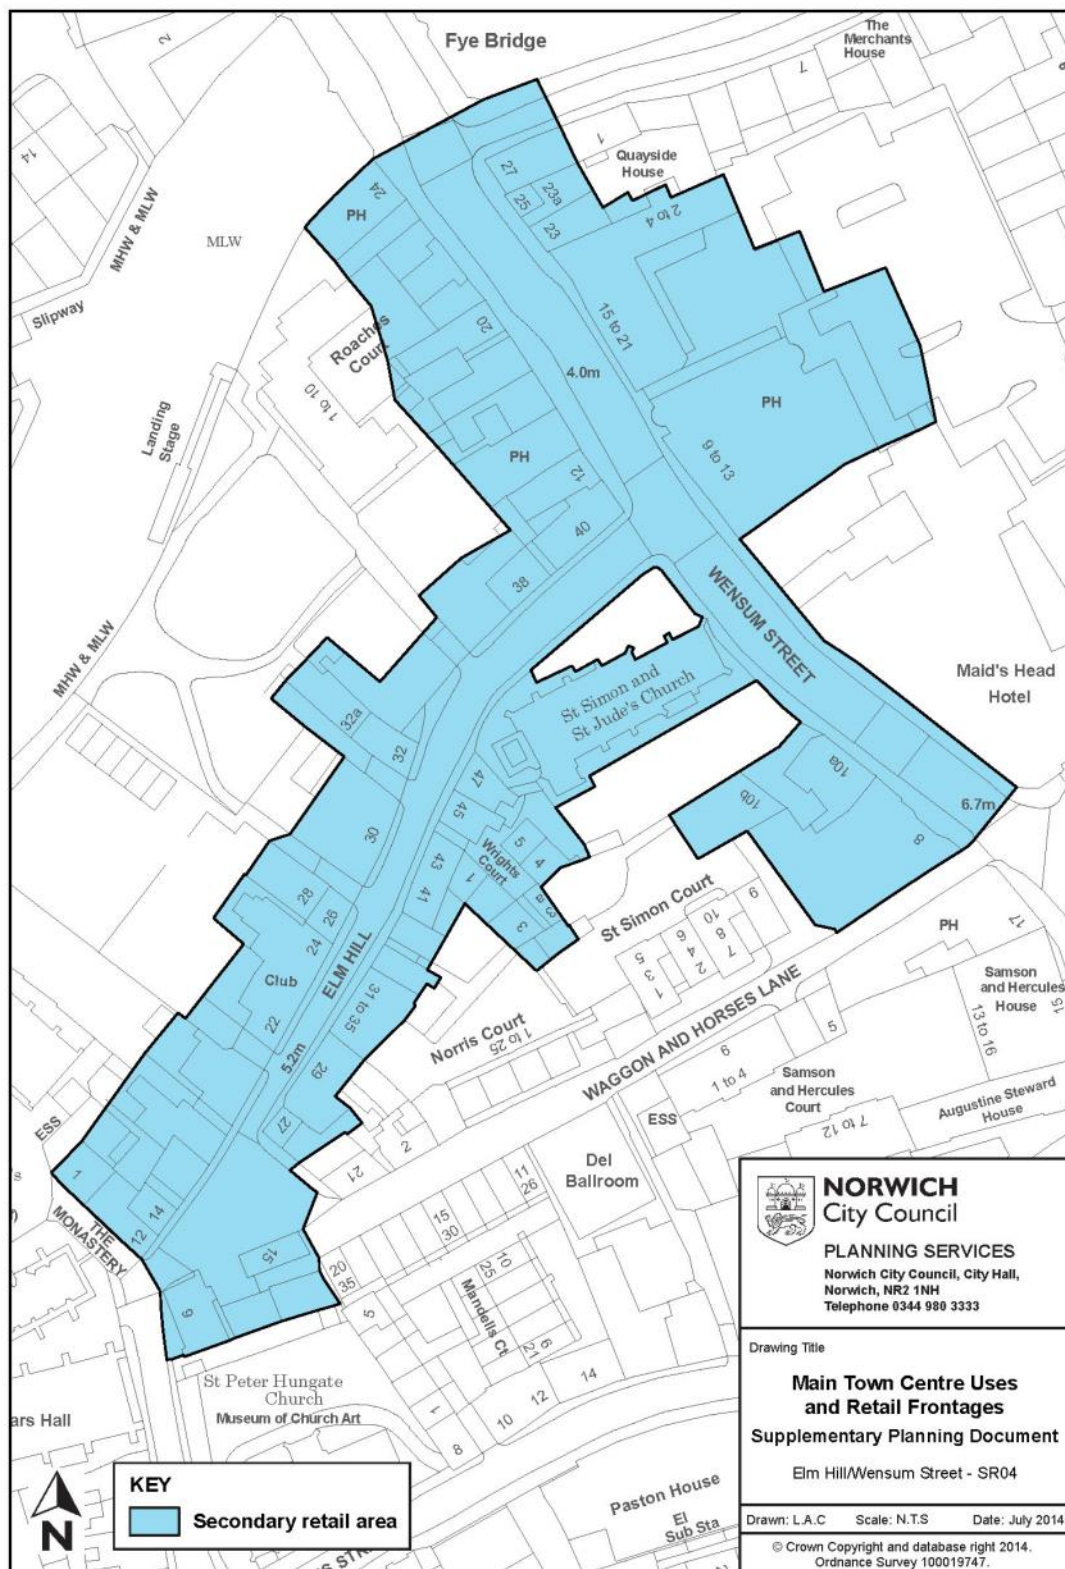 2
Fye Bridge
The
Merchants
House
7
14
1
Quayside
House
MHW & MLW
27
23a
25
23
2 to 4
24
PH
MLW
Slipway
Roaches
Court
1 to 10
20
15 to 21
4.0m
PH
Landing
Stage
PH
12
9 to 13
40
38
WENSUM STREET
MHW & MLW
Maid's Head
Hotel
St Simon and
St Jude's Church
32a
32
47
10a
10b
6.7m
8
45
30
43
41
Wrights
Court
5
4
1
3a
3
28
26
24
St Simon Court
9
10
8
7
6
4
2
5
3
1
PH
17
Club
ELM HILL
22
31 to 35
Samson
and Hercules
House
15
13 to 16
Norris Court
1 to 25
5.2m
29
WAGGON AND HORSES LANE
5
9
1 to 4
Samson
and Hercules
Court
Augustine Steward
House
7 to 12
ESS
27
2
21
ESS
Del
Ballroom
1
14
12
THE
MONASTERY
11
26
15
30
15
20
35
10
25
Mandells Ct
9
5
6
21
14
12
10
1
8
St Peter Hungate
Church
Museum of Church Art
ars Hall
Paston House
El
Sub Sta
KEY
Secondary retail area
N
NORWICH
City Council
PLANNING SERVICES
Norwich City Council, City Hall,
Norwich, NR2 1NH
Telephone 0344 980 3333
Drawing Title
Main Town Centre Uses
and Retail Frontages
Supplementary Planning Document
Elm Hill/Wensum Street - SR04
Drawn: L.A.C Scale: N.T.S Date: July 2014
© Crown Copyright and database right 2014.
Ordnance Survey 100019747.